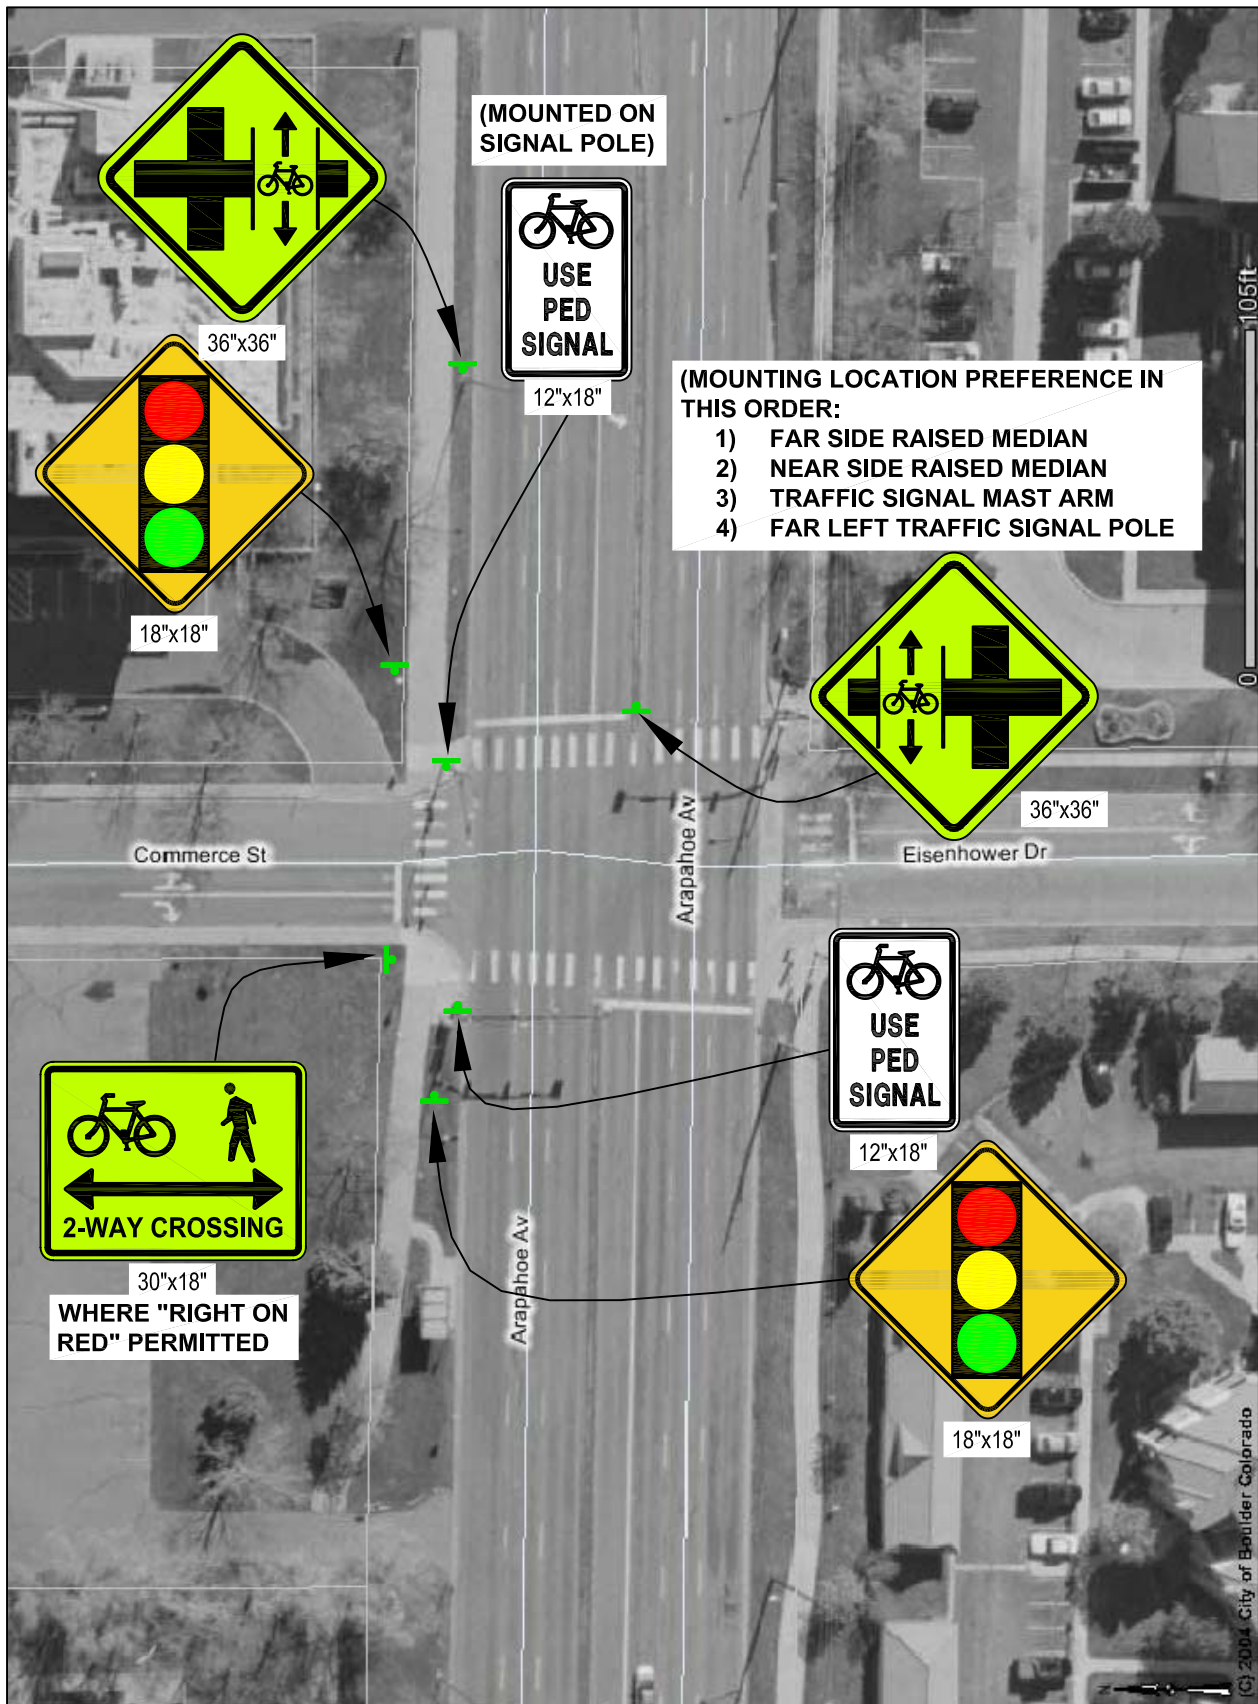 (MOUNTED ON
SIGNAL POLE)
USE
PED
SIGNAL
12"x18"
36"x36"
18"x18"
(MOUNTING LOCATION PREFERENCE IN
THIS ORDER:
1) FAR SIDE RAISED MEDIAN
2) NEAR SIDE RAISED MEDIAN
3) TRAFFIC SIGNAL MAST ARM
4) FAR LEFT TRAFFIC SIGNAL POLE
105ft
0
36"x36"
Commerce St
Arapahoe Av
Eisenhower Dr
USE
PED
SIGNAL
12"x18"
2-WAY CROSSING
30"x18"
WHERE "RIGHT ON
RED" PERMITTED
Arapahoe Av
18"x18"
(C) 2004 City of Boulder Colorado
N